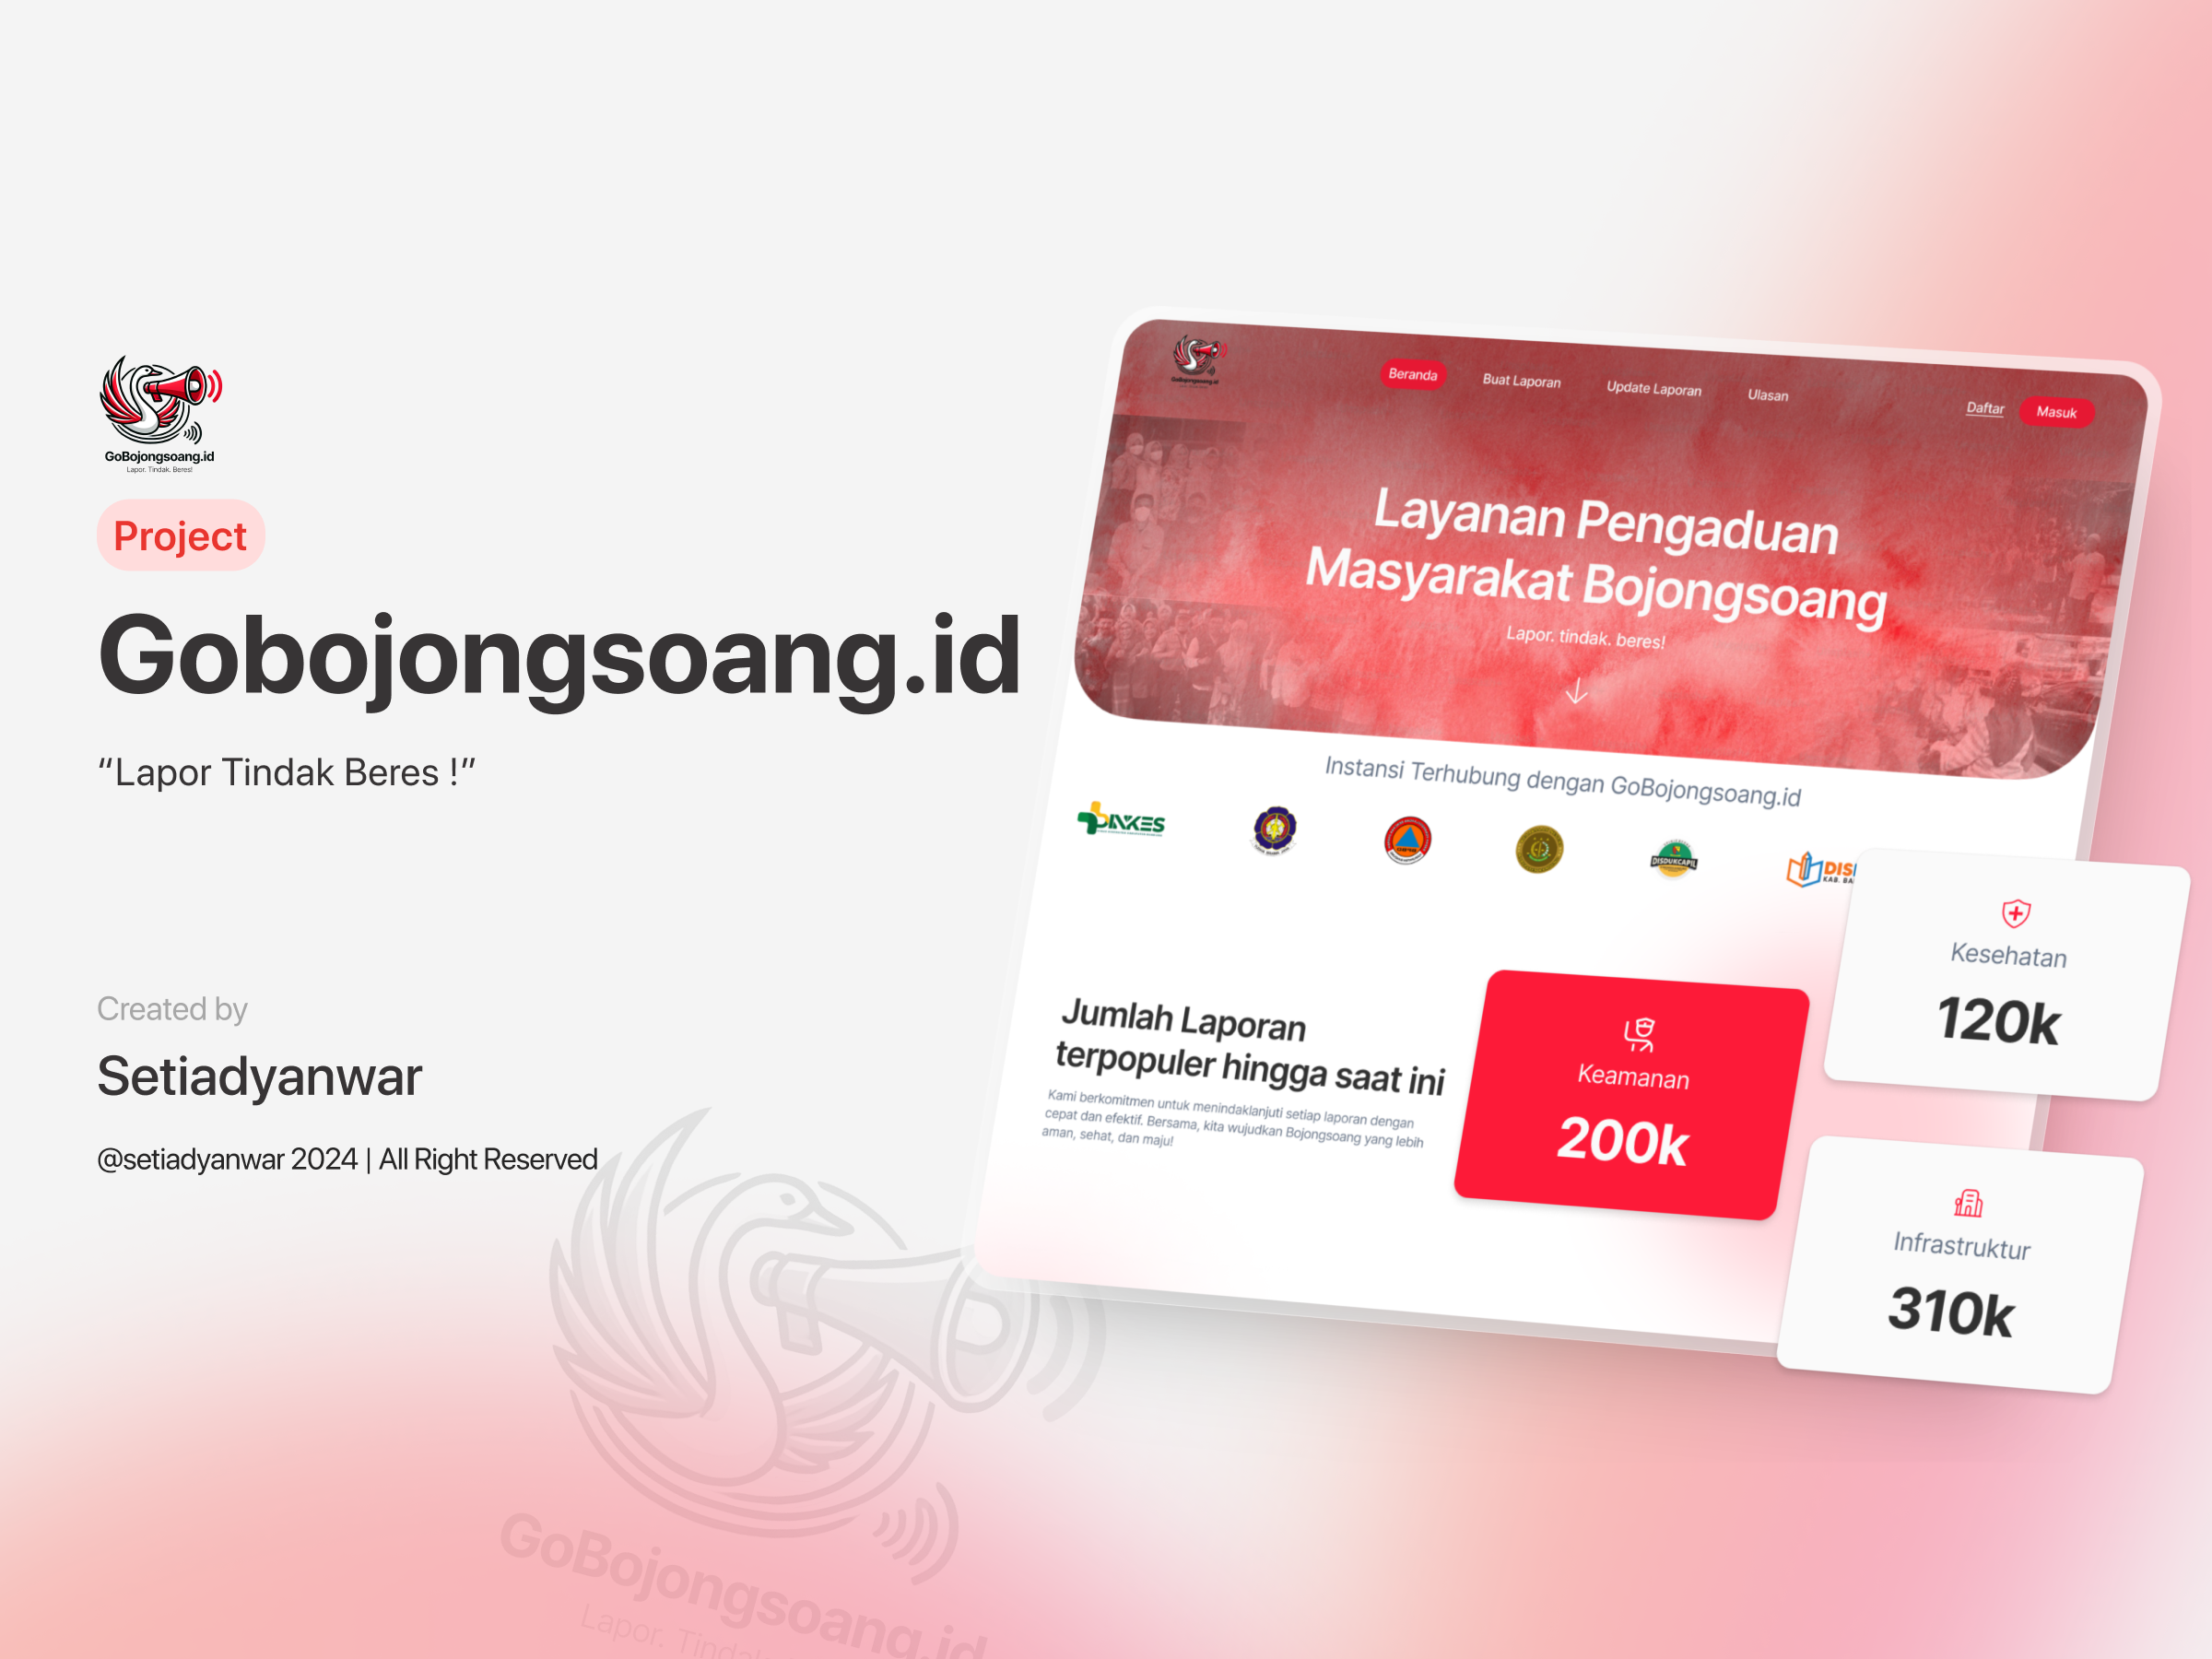 GoBojongsoang.id
Lapor. Tindak. Beres!
Project
Gobojongsoang.id
“Lapor Tindak Beres !”
Created by
Setiadyanwar
@setiadyanwar 2024 | All Right Reserved
GoBojongsoang.id
Beranda
Buat Laporan
Update Laporan
Ulasan
Daftar
Masuk
Layanan Pengaduan
Masyarakat Bojongsoang
Lapor. tindak. beres!
Instansi Terhubung dengan GoBojongsoang.id
DINKES
DISDUKCAPIL
Jumlah Laporan
terpopuler hingga saat ini
Kami berkomitmen untuk menindaklanjuti setiap laporan dengan
cepat dan efektif. Bersama, kita wujudkan Bojongsoang yang lebih
aman, sehat, dan maju!
Keamanan
200k
Kesehatan
120k
Infrastruktur
310k
GoBojongsoang.id
Lapor.